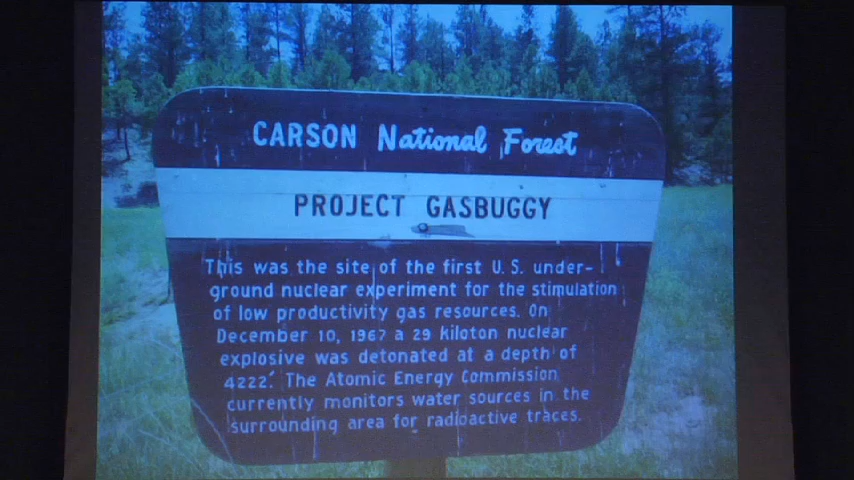 CARSON National Forest
PROJECT GASBUGGY
This was the site of the first U.S. under-
ground nuclear experiment for the stimulation
of low productivity gas resources. On
December 10, 1967 a 29 kiloton nuclear
explosive was detonated at a depth of
4222'. The Atomic Energy Commission
currently monitors water sources in the
surrounding area for radioactive traces.